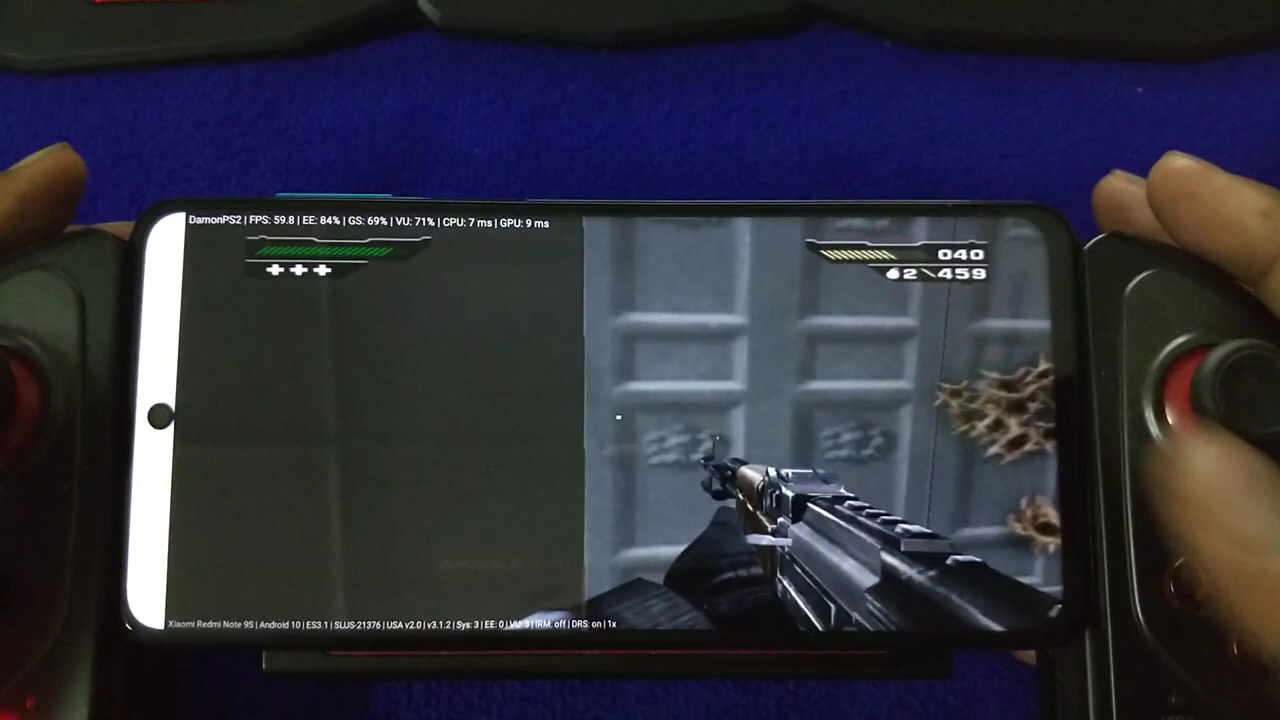 DamonPS2 | FPS: 59.8 | EE: 84% | GS: 69% | VU: 71% | CPU: 7 ms | GPU: 9 ms
040
2\459
Xiaomi Redmi Note 9S | Android 10 | ES3.1 | SLUS-21376 | USA v2.0 | v3.1.2 | Sys: 3 | EE: 0 | VU: 3 | IRM: off | DRS: on | 1x